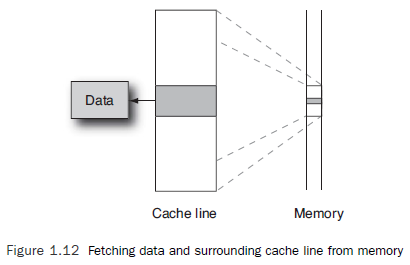 Data
Cache line
Memory
Figure 1.12 Fetching data and surrounding cache line from memory